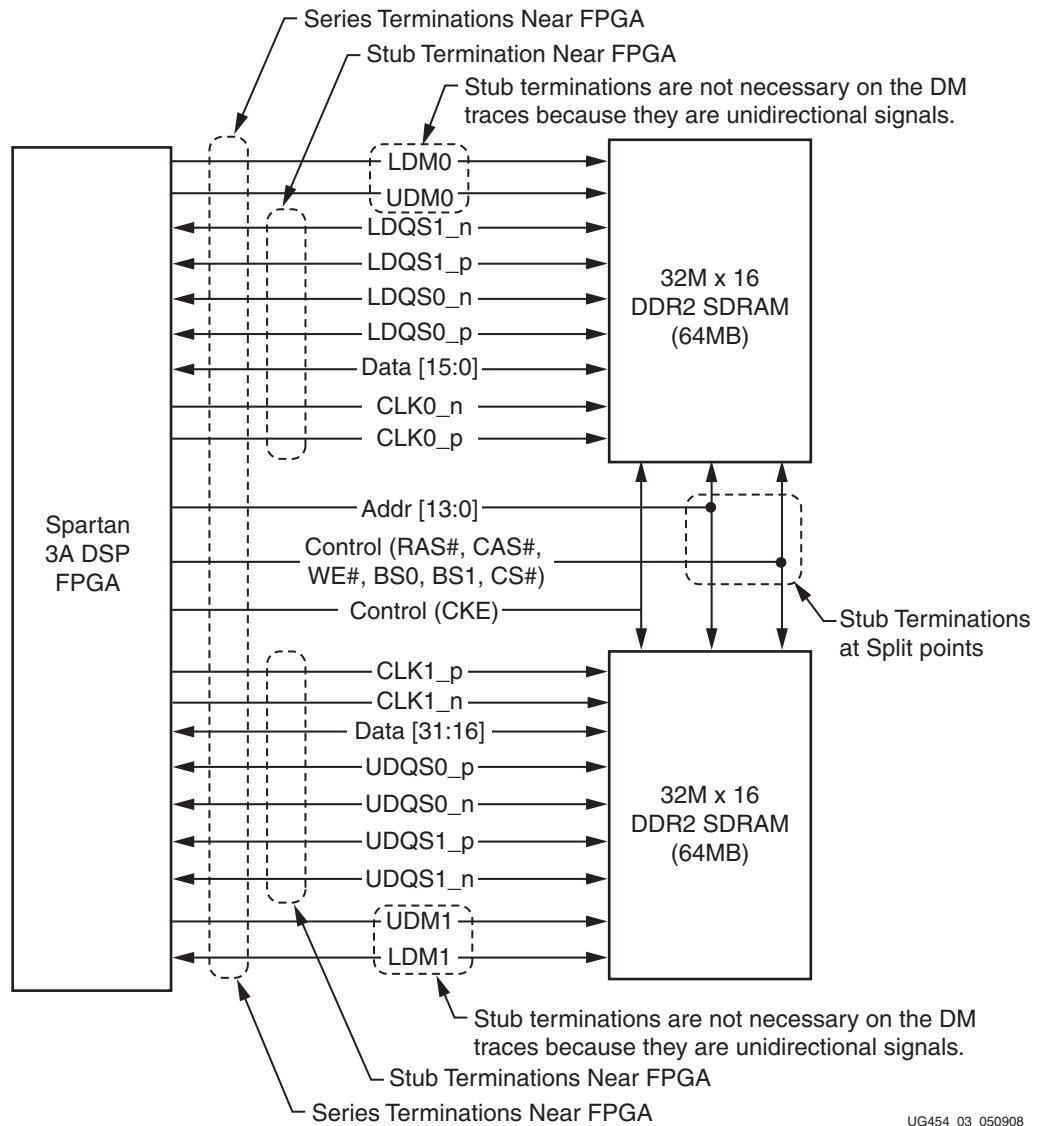 Series Terminations Near FPGA
Stub Termination Near FPGA
Stub terminations are not necessary on the DM
traces because they are unidirectional signals.
LDM0
UDM0
LDQS1_n
LDQS1_p
LDQS0_n
LDQS0_p
Data [15:0]
CLK0_n
CLK0_p
32M x 16
DDR2 SDRAM
(64MB)
Spartan
3A DSP
FPGA
Addr [13:0]
Control (RAS#, CAS#,
WE#, BS0, BS1, CS#)
Control (CKE)
Stub Terminations
at Split points
CLK1_p
CLK1_n
Data [31:16]
UDQS0_p
UDQS0_n
UDQS1_p
UDQS1_n
UDM1
LDM1
32M x 16
DDR2 SDRAM
(64MB)
Stub terminations are not necessary on the DM
traces because they are unidirectional signals.
Stub Terminations Near FPGA
Series Terminations Near FPGA
UG454_03_050908